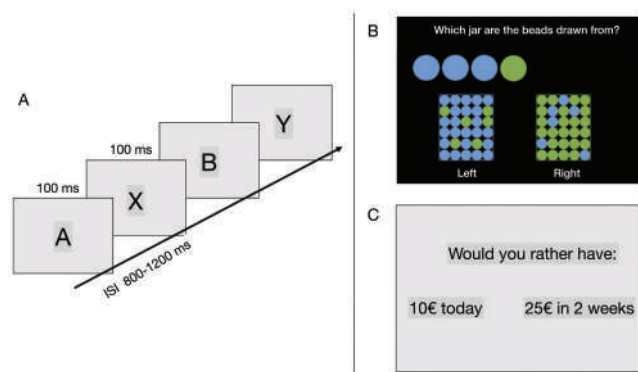 A
A
100 ms
X
100 ms
B
Y
ISI 800-1200 ms
B
Which jar are the beads drawn from?
Left Right
C
Would you rather have:
10€ today 25€ in 2 weeks